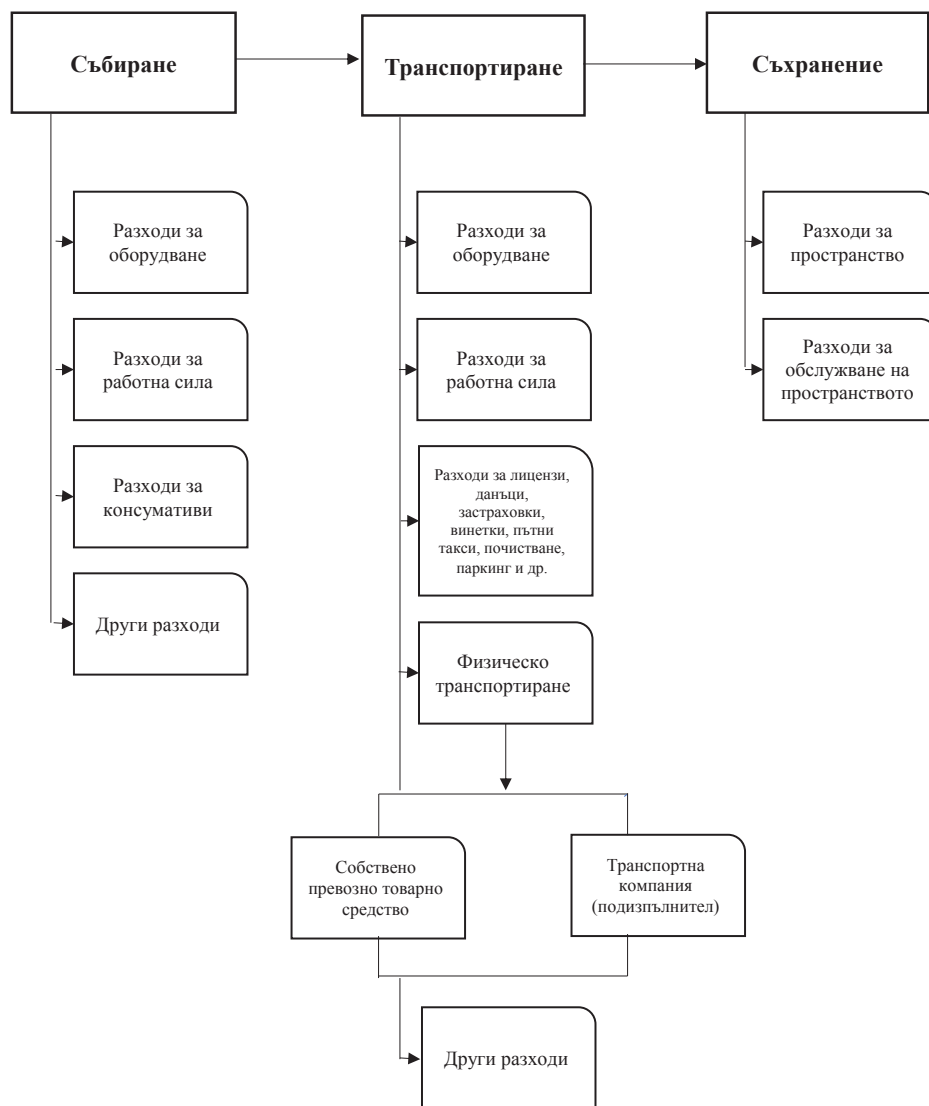 Събиране
Транспортиране
Съхранение
Разходи за
оборудване
Разходи за
работна сила
Разходи за
консумативи
Други разходи
Разходи за
оборудване
Разходи за
работна сила
Разходи за лицензи,
данъци,
застраховки,
винетки, пътни
такси, почистване,
паркинг и др.
Физическо
транспортиране
Собствено
превозно товарно
средство
Транспортна
компания
(подизпълнител)
Други разходи
Разходи за
пространство
Разходи за
обслужване на
пространството